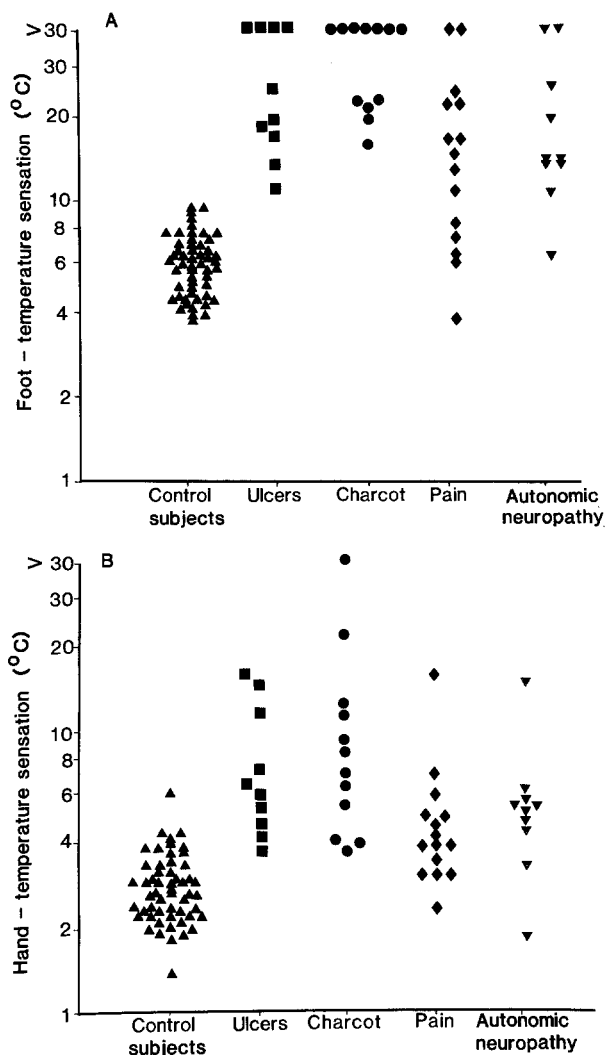 A
Foot – temperature sensation (°C)
> 30
30
20
10
8
6
4
2
1
Control subjects
Ulcers
Charcot
Pain
Autonomic neuropathy
B
Hand – temperature sensation (°C)
> 30
30
20
10
8
6
4
2
1
Control subjects
Ulcers
Charcot
Pain
Autonomic neuropathy